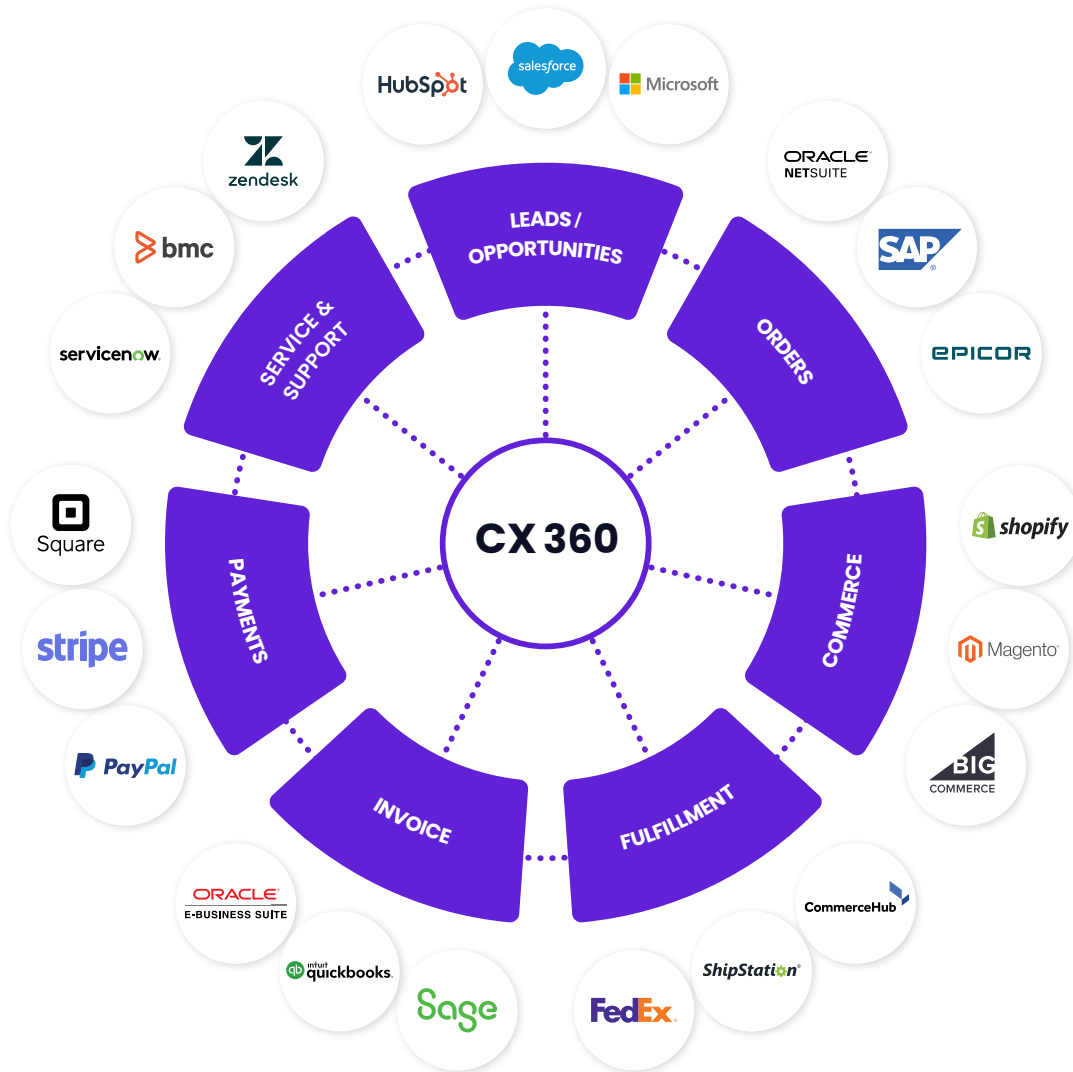 HubSpot
salesforce
Microsoft
ORACLE
NETSUITE
SAP
®
EPICOR
shopify
Magento®
BIG
COMMERCE
CommerceHub
ShipStation®
FedEx®
Sage
intuit
qb quickbooks.
ORACLE®
E-BUSINESS SUITE
PayPal
stripe
Square
servicenow.
bmc
zendesk
LEADS /
OPPORTUNITIES
ORDERS
COMMERCE
FULFILLMENT
INVOICE
PAYMENTS
SERVICE &
SUPPORT
CX 360